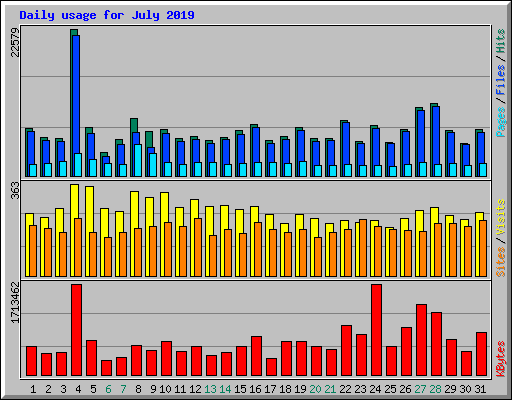 Daily usage for July 2019
22579
Pages / Files / Hits
363
Sites / Visits
1713462
KBytes
1 2 3 4 5 6 7 8 9 10 11 12 13 14 15 16 17 18 19 20 21 22 23 24 25 26 27 28 29 30 31